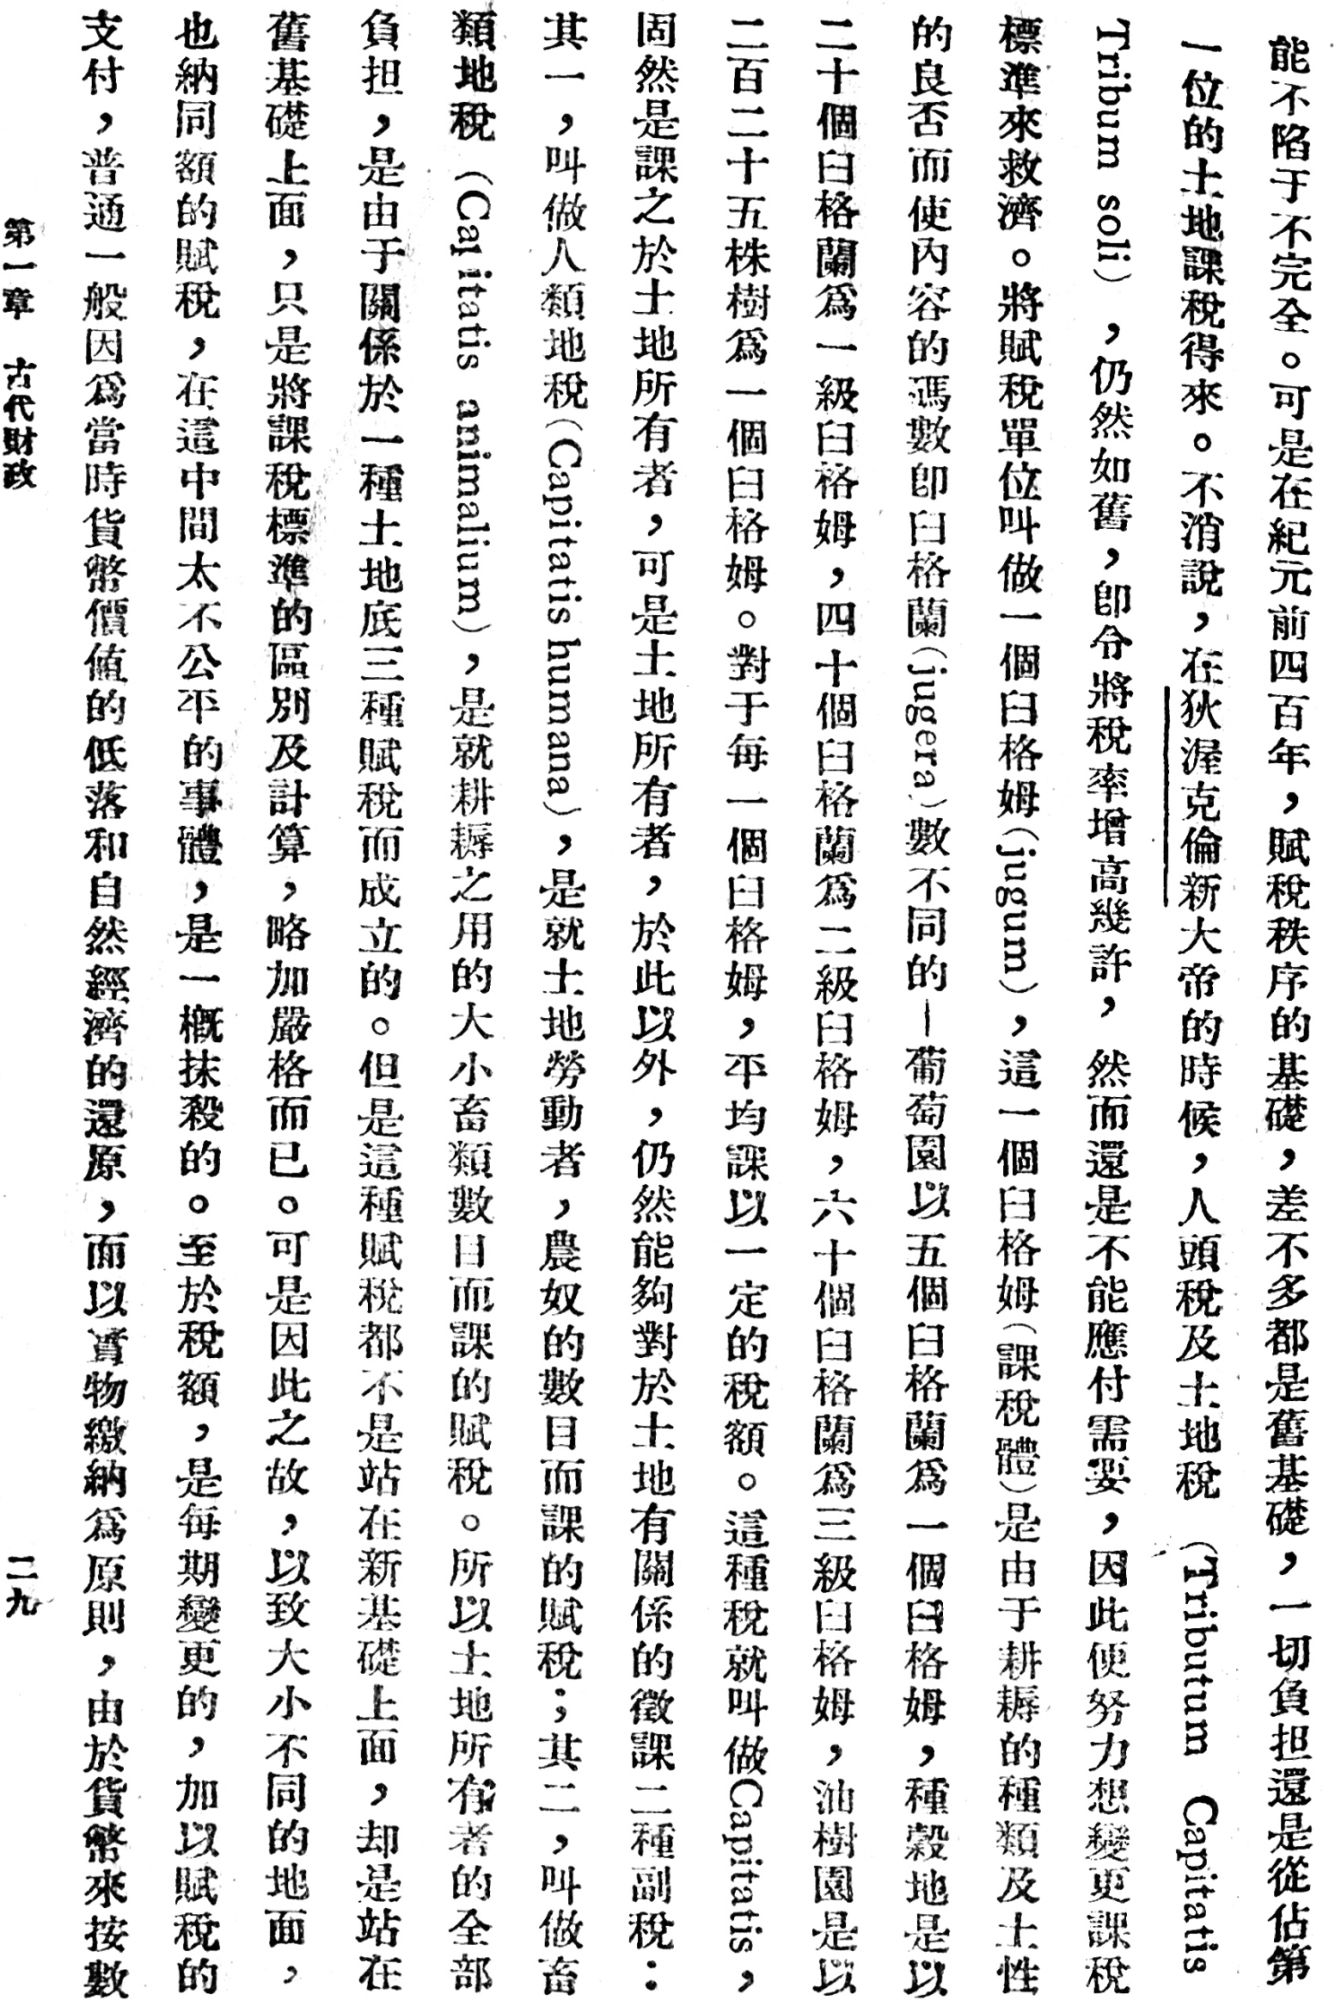 能不陷于不完全。可是在紀元前四百年，賦稅秩序的基礎，差不多都是舊基礎，一切負担還是從佔第
一位的土地課稅得來。不消說，在狄渥克倫新大帝的時候，人頭稅及土地稅（Tributum Capitatis
Tribum soli），仍然如舊，卽令將稅率增高幾許，然而還是不能應付需要，因此便努力想變更課稅
標準來救濟。將賦稅單位叫做一個臼格姆（jugum），這一個臼格姆（課稅體）是由于耕耨的種類及土性
的良否而使內容的碼數卽臼格蘭（jugera）數不同的—葡萄園以五個臼格蘭爲一個臼格姆，種穀地是以
二十個臼格蘭爲一級臼格姆，四十個臼格蘭爲二級臼格姆，六十個臼格蘭爲三級臼格姆，油樹園是以
二百二十五株樹爲一個臼格姆。對于每一個臼格姆，平均課以一定的稅額。這種稅就叫做Capitatis，
固然是課之於土地所有者，可是土地所有者，於此以外，仍然能夠對於土地有關係的徵課二種副稅：
其一，叫做人類地稅（Capitatis humana），是就土地勞動者，農奴的數目而課的賦稅；其二，叫做畜
類地稅（Capitatis animalium），是就耕耨之用的大小畜類數目而課的賦稅。所以土地所有者的全部
負担，是由于關係於一種土地底三種賦稅而成立的。但是這種賦稅都不是站在新基礎上面，却是站在
舊基礎上面，只是將課稅標準的區別及計算，略加嚴格而已。可是因此之故，以致大小不同的地面，
也納同額的賦稅，在這中間太不公平的事體，是一概抹殺的。至於稅額，是每期變更的，加以賦稅的
支付，普通一般因爲當時貨幣價値的低落和自然經濟的還原，而以實物繳納爲原則，由於貨幣來按數
第一章　古代財政　二九